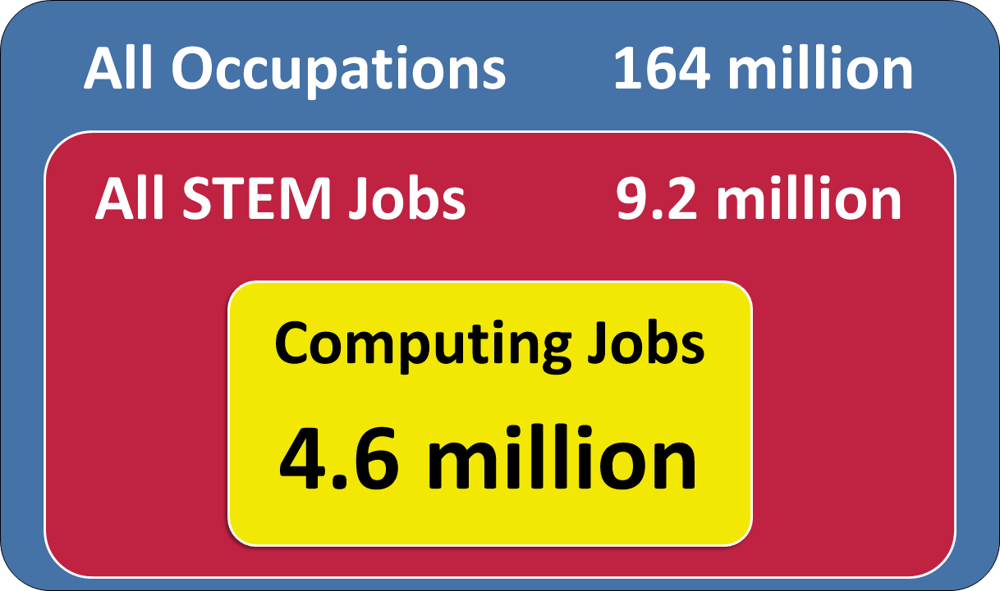 All Occupations 164 million
All STEM Jobs 9.2 million
Computing Jobs
4.6 million